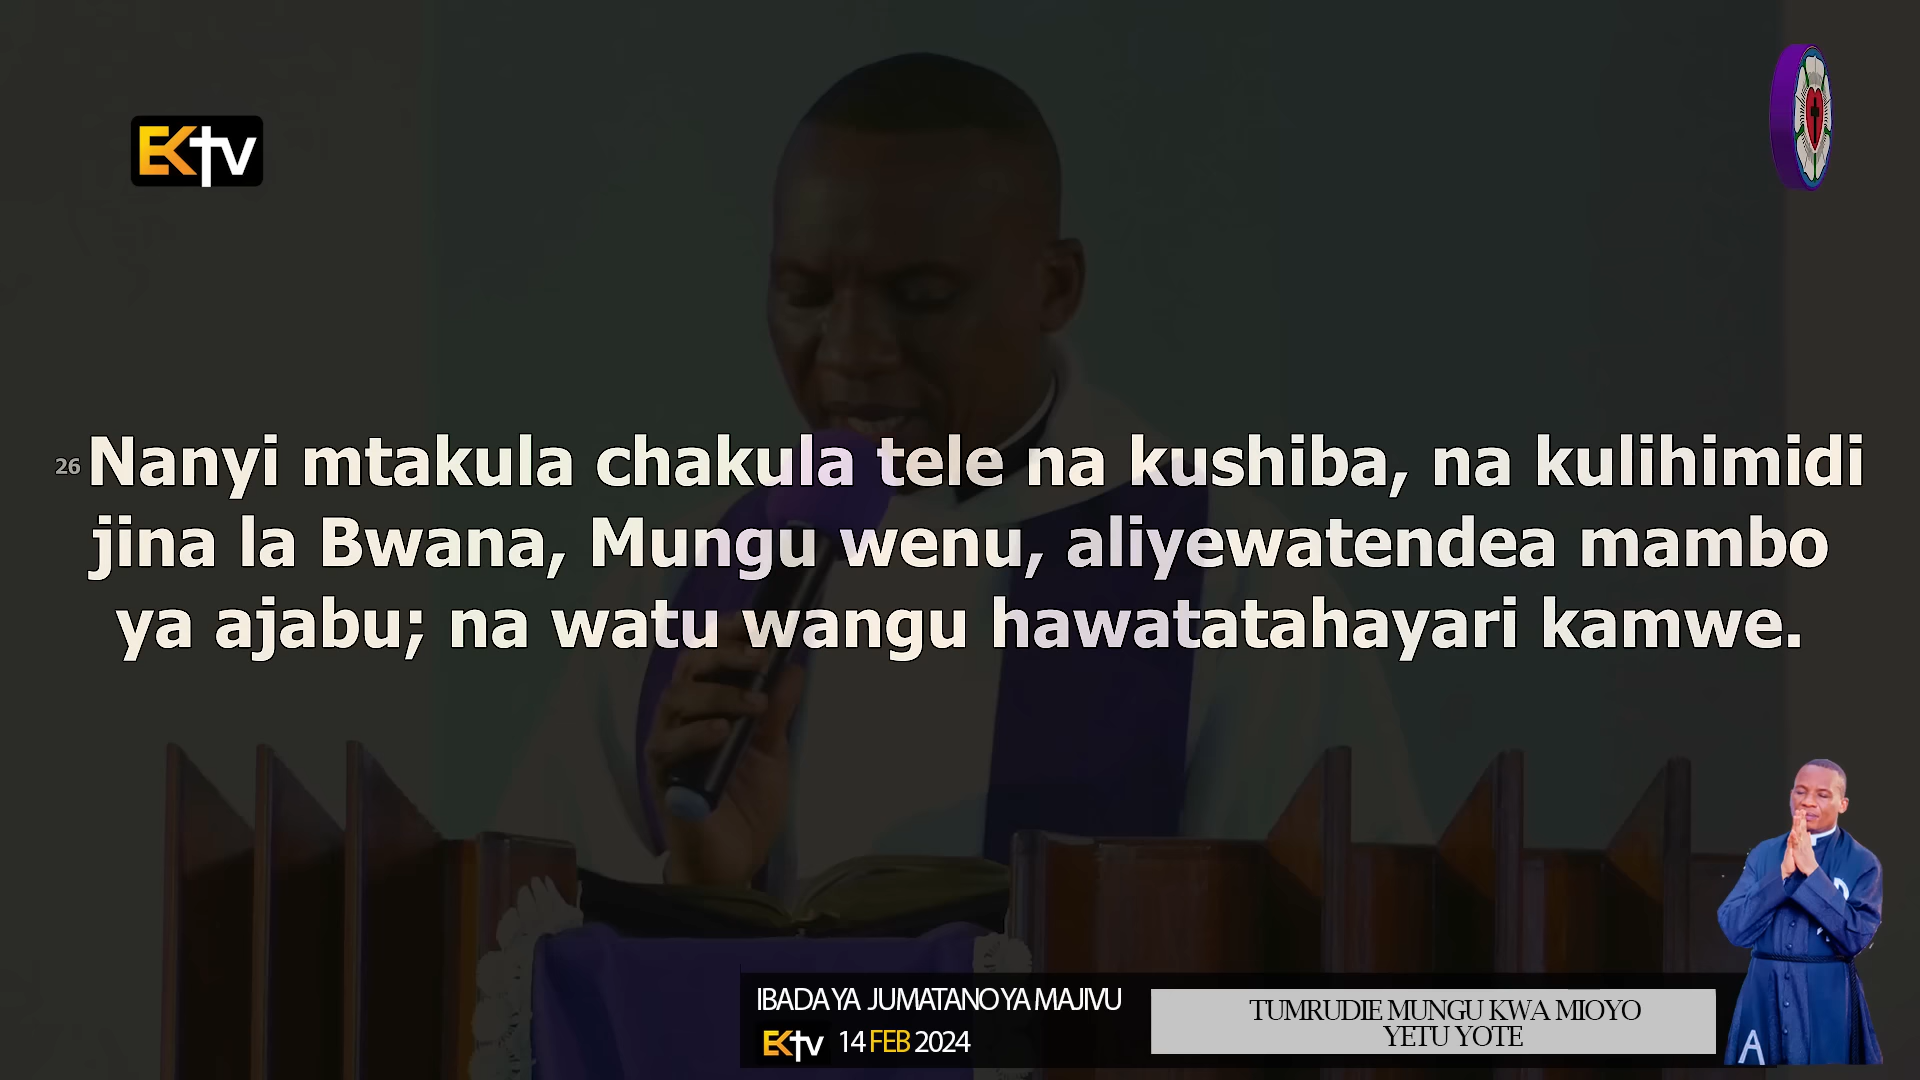 EKTV
26 Nanyi mtakula chakula tele na kushiba, na kulihimidi
jina la Bwana, Mungu wenu, aliyewatendea mambo
ya ajabu; na watu wangu hawatatahayari kamwe.
IBADA YA JUMATANO YA MAJIVU
EKTV 14 FEB 2024
TUMRUDIE MUNGU KWA MIOYO
YETU YOTE
A